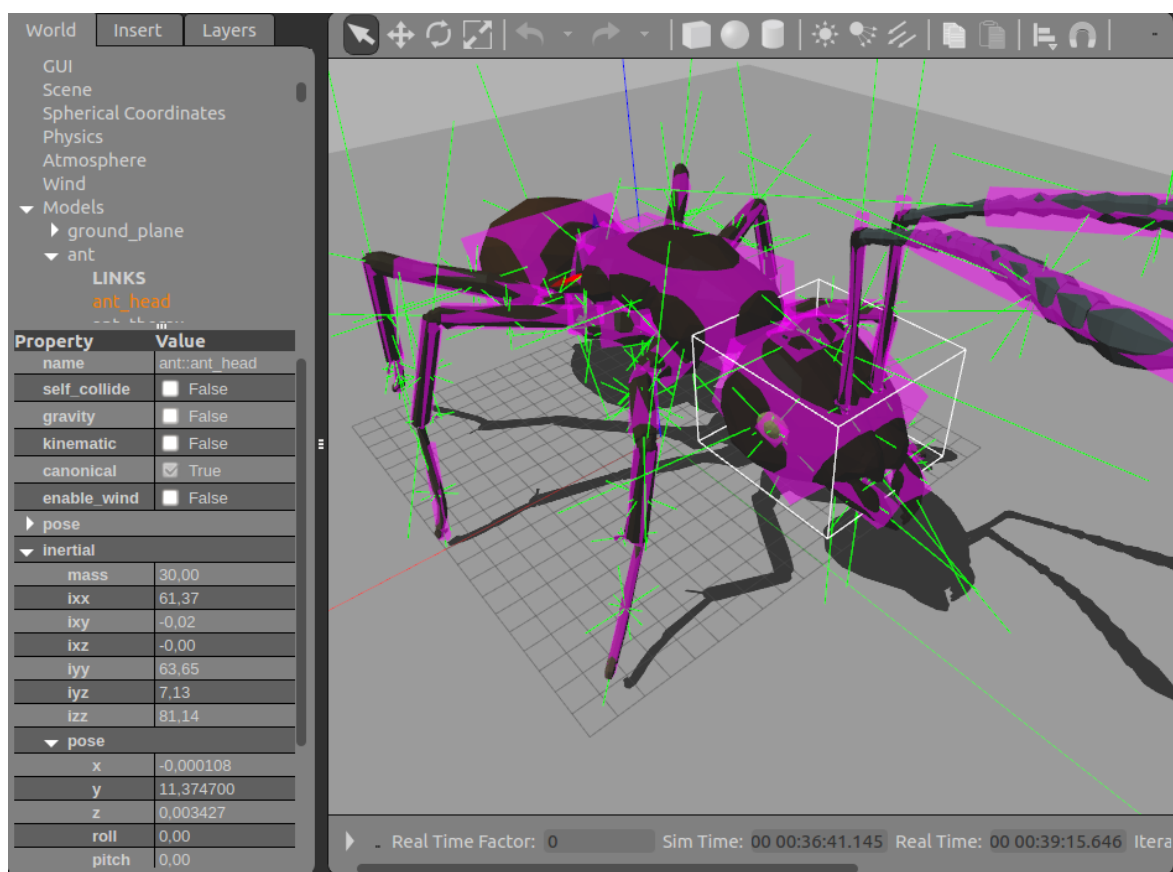 World Insert Layers
GUI
Scene
Spherical Coordinates
Physics
Atmosphere
Wind
Models
ground_plane
ant
LINKS
ant_head
Property Value
name ant::ant_head
self_collide False
gravity False
kinematic False
canonical True
enable_wind False
pose
inertial
mass 30,00
ixx 61,37
ixy -0,02
ixz -0,00
iyy 63,65
iyz 7,13
izz 81,14
pose
x -0,000108
y 11,374700
z 0,003427
roll 0,00
pitch 0,00
Real Time Factor: 0 Sim Time: 00 00:36:41.145 Real Time: 00 00:39:15.646 Itera